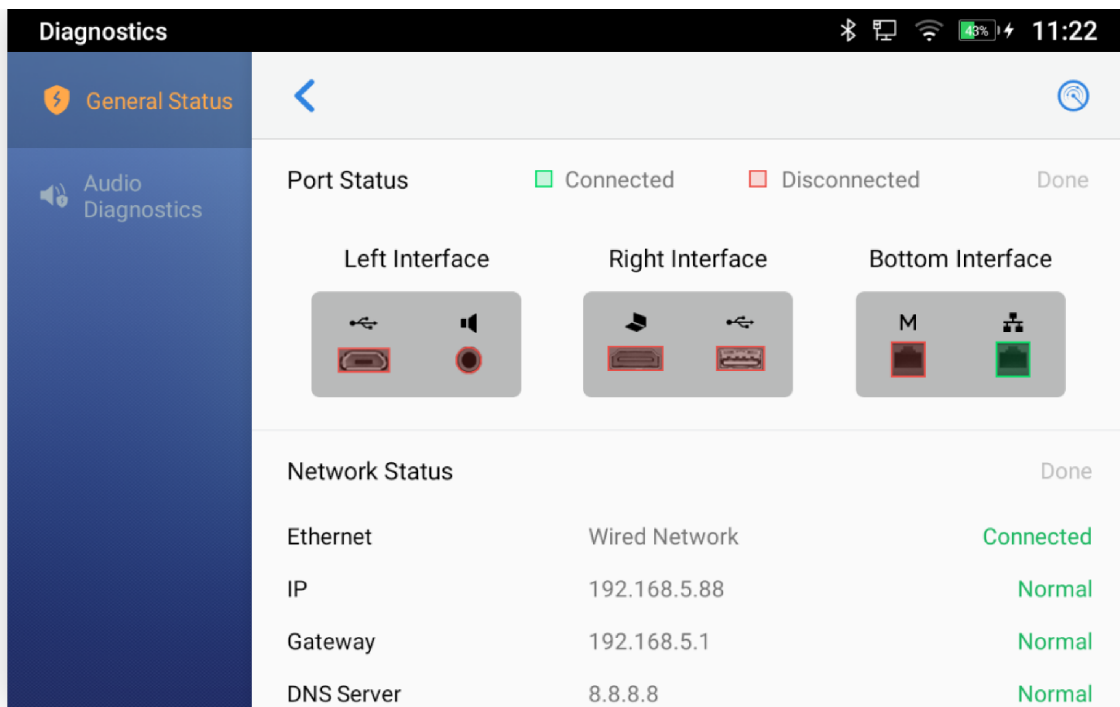 Diagnostics 43% 11:22
General Status
Audio
Diagnostics
Port Status Connected Disconnected Done
Left Interface Right Interface Bottom Interface
M
Network Status Done
Ethernet Wired Network Connected
IP 192.168.5.88 Normal
Gateway 192.168.5.1 Normal
DNS Server 8.8.8.8 Normal